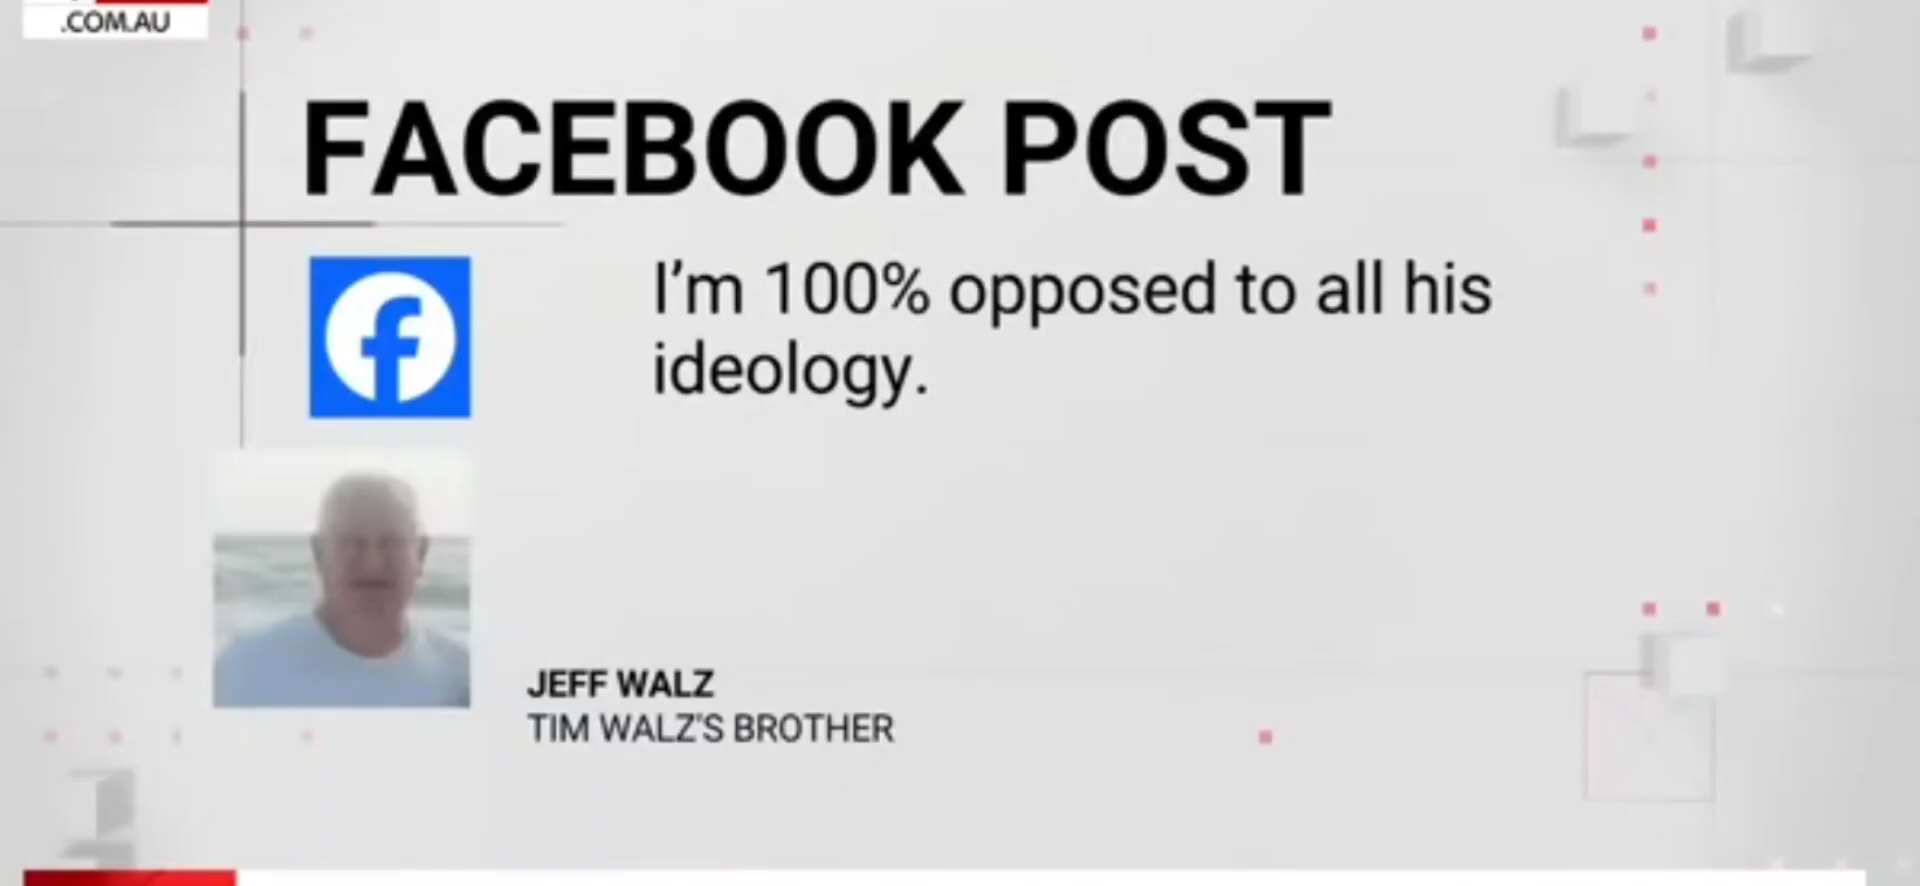 .COM.AU
FACEBOOK POST
I’m 100% opposed to all his
ideology.
JEFF WALZ
TIM WALZ'S BROTHER